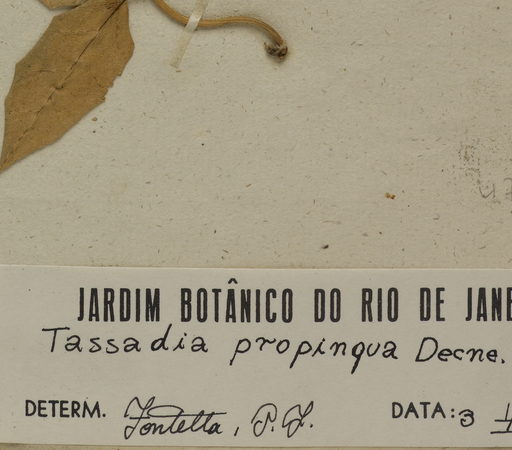 JARDIM BOTÂNICO DO RIO DE JANE
Tassadia propinqua Decne.
DETERM. Fontella, P.J. DATA: 3